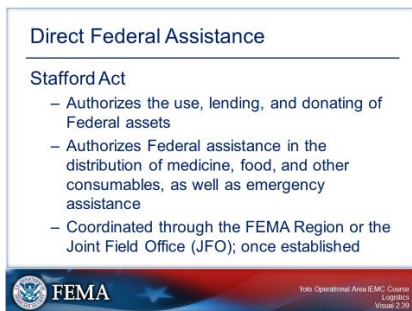 Direct Federal Assistance
Stafford Act
– Authorizes the use, lending, and donating of
Federal assets
– Authorizes Federal assistance in the
distribution of medicine, food, and other
consumables, as well as emergency
assistance
– Coordinated through the FEMA Region or the
Joint Field Office (JFO); once established
FEMA
Yolo Operational Area IEMC Course
Logistics
Visual 2.39